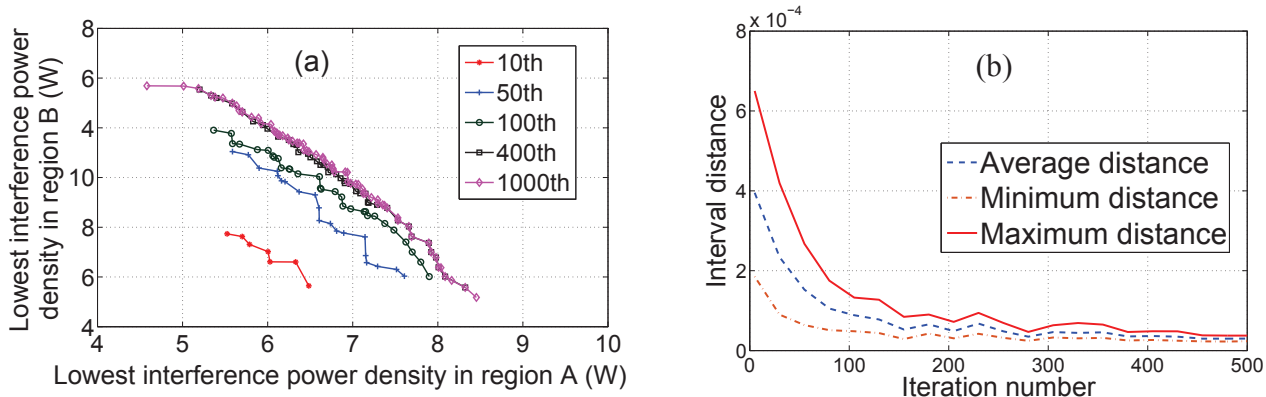 (a)
Lowest interference power
density in region B (W)
8
6
4
10
8
6
4
4
5
6
7
8
9
10
Lowest interference power density in region A (W)
10th
50th
100th
400th
1000th
(b)
8 × 10⁻⁴
6
4
2
0
0
100
200
300
400
500
Interval distance
Iteration number
Average distance
Minimum distance
Maximum distance